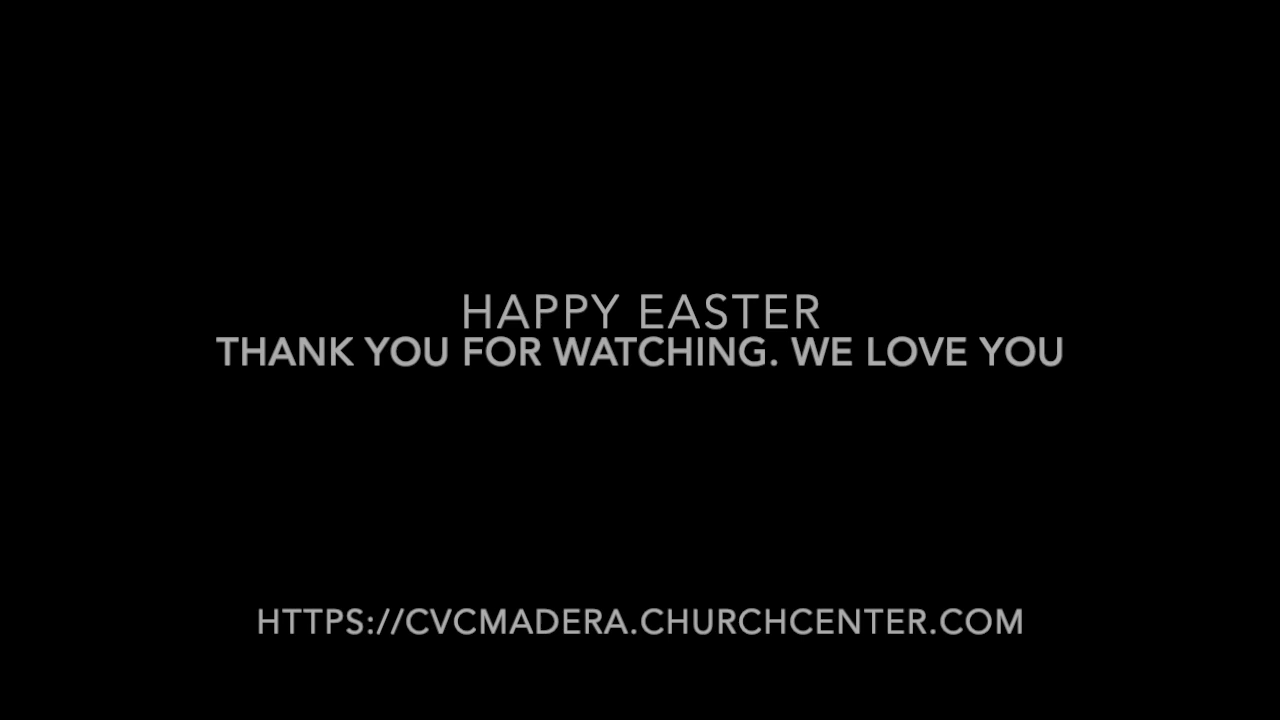 HAPPY EASTER
THANK YOU FOR WATCHING. WE LOVE YOU
HTTPS://CVCMADERA.CHURCHCENTER.COM